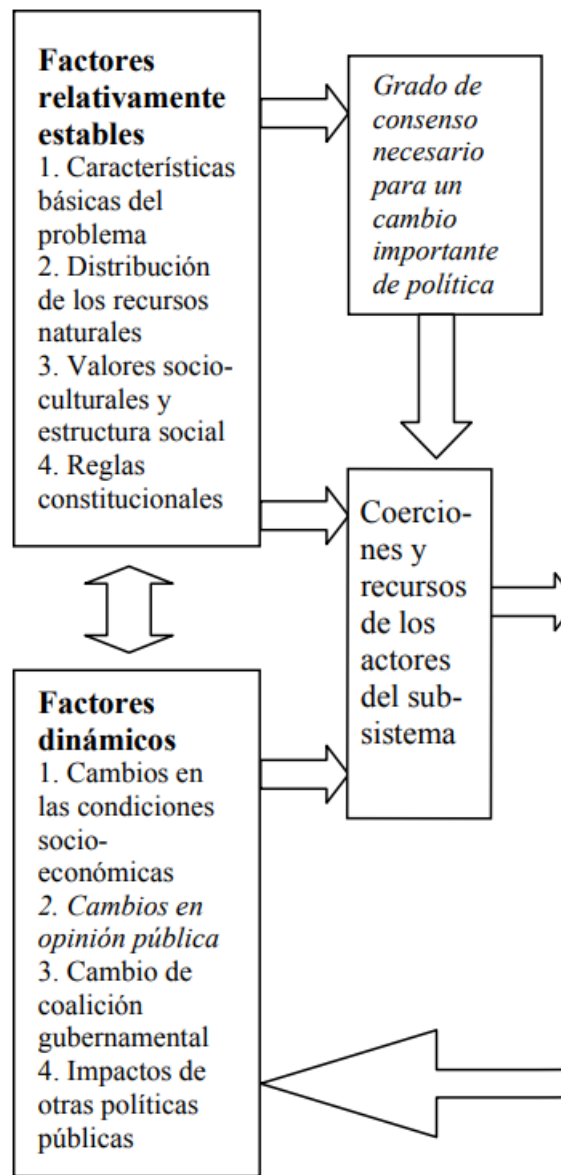 Factores
relativamente
estables
1. Características
básicas del
problema
2. Distribución
de los recursos
naturales
3. Valores socio-
culturales y
estructura social
4. Reglas
constitucionales
Grado de
consenso
necesario
para un
cambio
importante
de política
Coercio-
nes y
recursos
de los
actores
del sub-
sistema
Factores
dinámicos
1. Cambios en
las condiciones
socio-
económicas
2. Cambios en
opinión pública
3. Cambio de
coalición
gubernamental
4. Impactos de
otras políticas
públicas